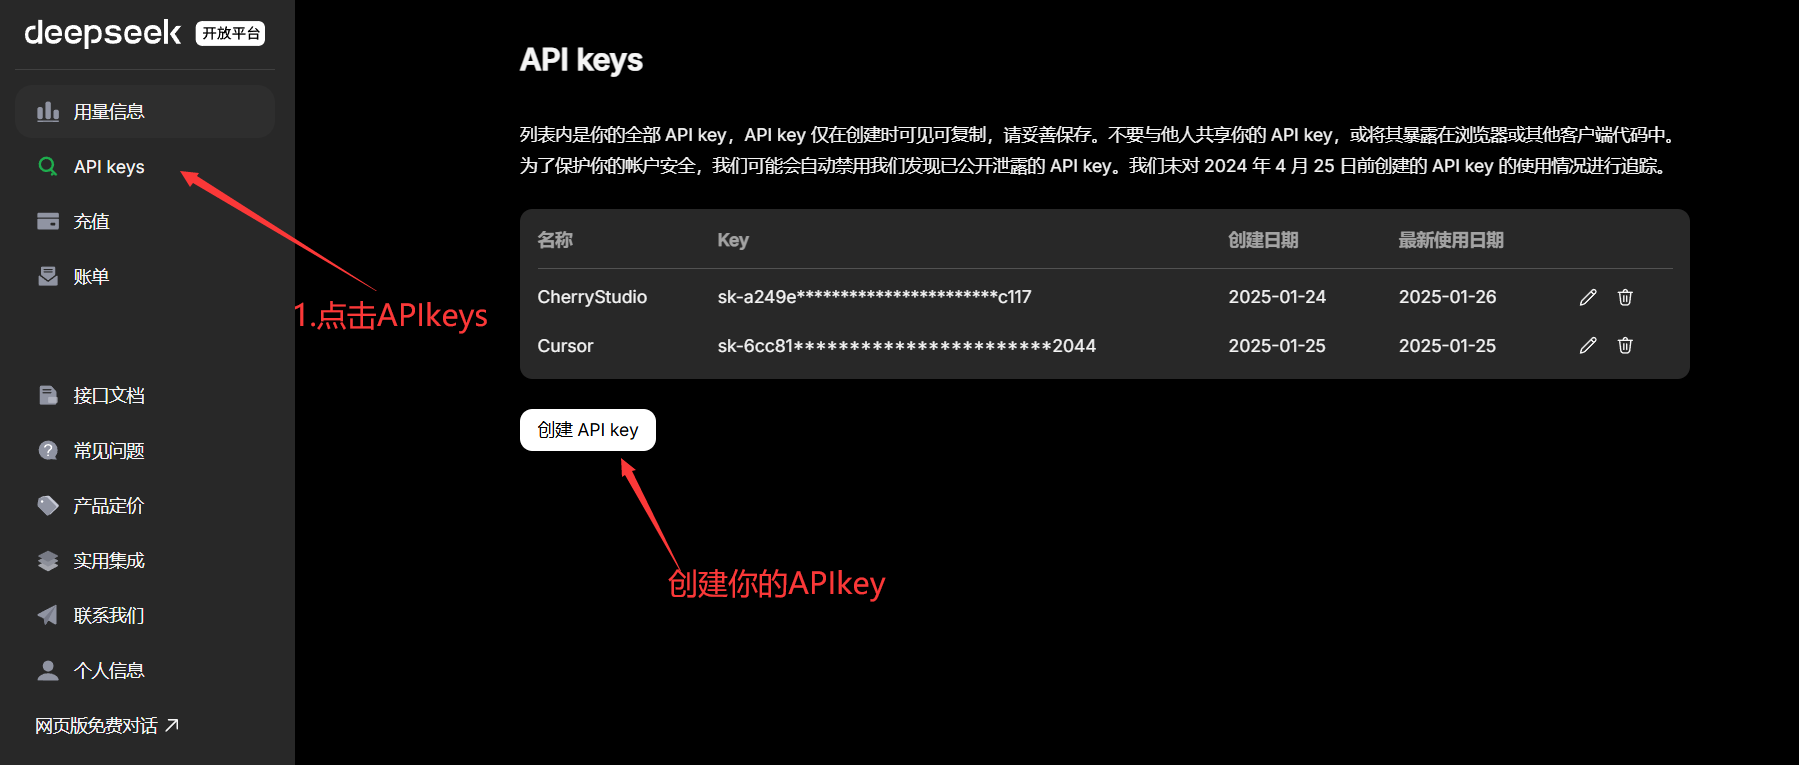 deepseek 开放平台
用量信息
API keys
充值
账单
接口文档
常见问题
产品定价
实用集成
联系我们
个人信息
网页版免费对话
1.点击APIkeys
API keys
列表内是你的全部 API key，API key 仅在创建时可见可复制，请妥善保存。不要与他人共享你的 API key，或将其暴露在浏览器或其他客户端代码中。
为了保护你的帐户安全，我们可能会自动禁用我们发现已公开泄露的 API key。我们未对 2024 年 4 月 25 日前创建的 API key 的使用情况进行追踪。
名称 Key 创建日期 最新使用日期
CherryStudio sk-a249e***********************c117 2025-01-24 2025-01-26
Cursor sk-6cc81***********************2044 2025-01-25 2025-01-25
创建 API key
创建你的APIkey